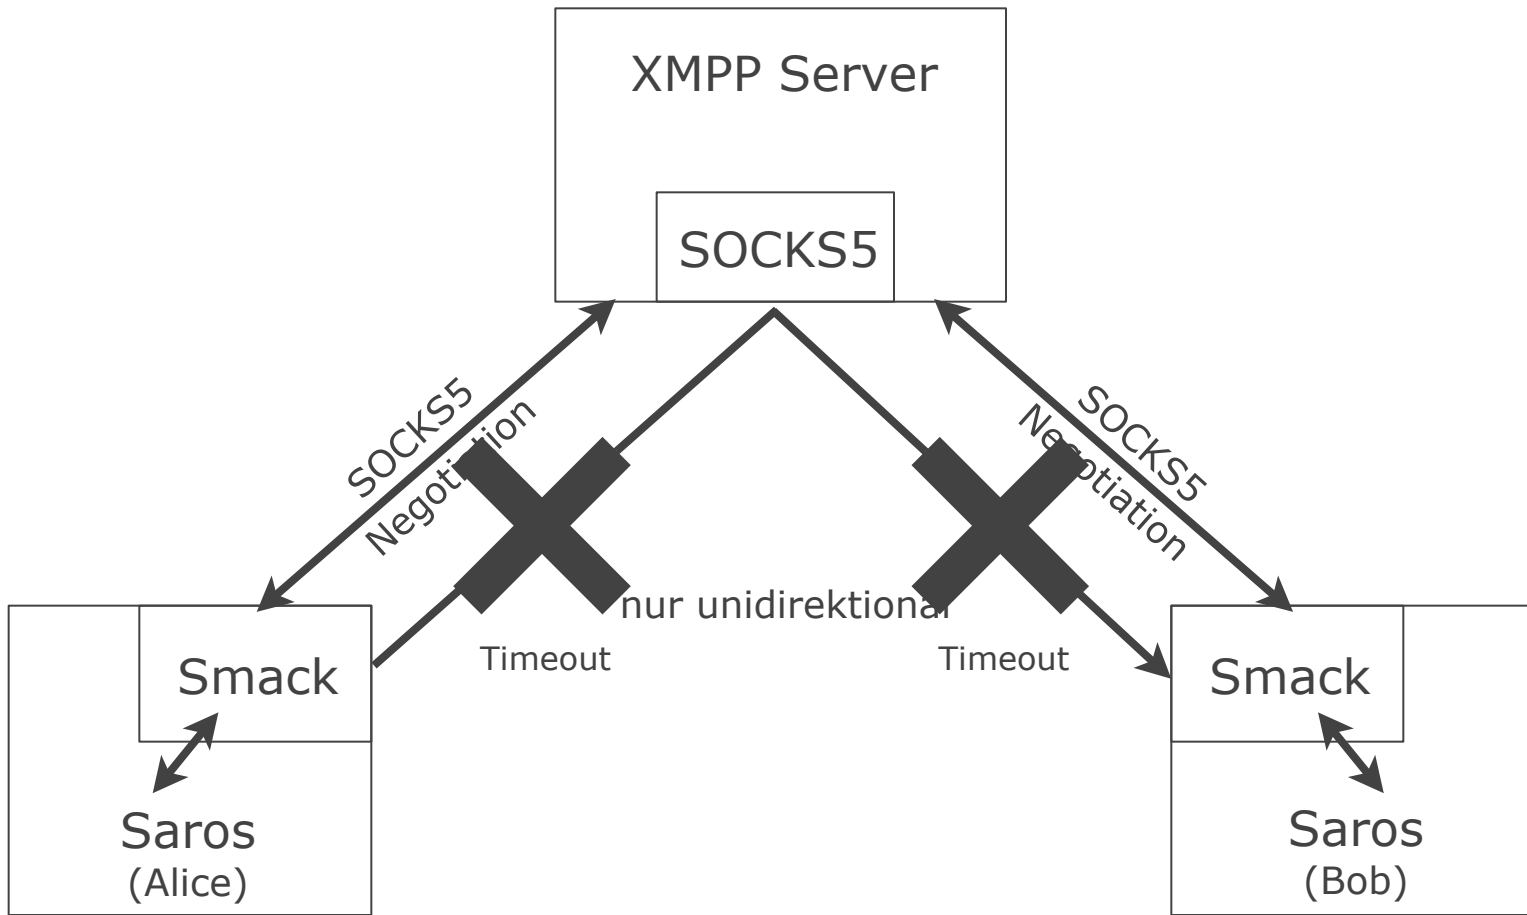 XMPP Server
SOCKS5
SOCKS5
Negotiation
SOCKS5
Negotiation
nur unidirektional
Timeout
Timeout
Smack
Smack
Saros
(Alice)
Saros
(Bob)